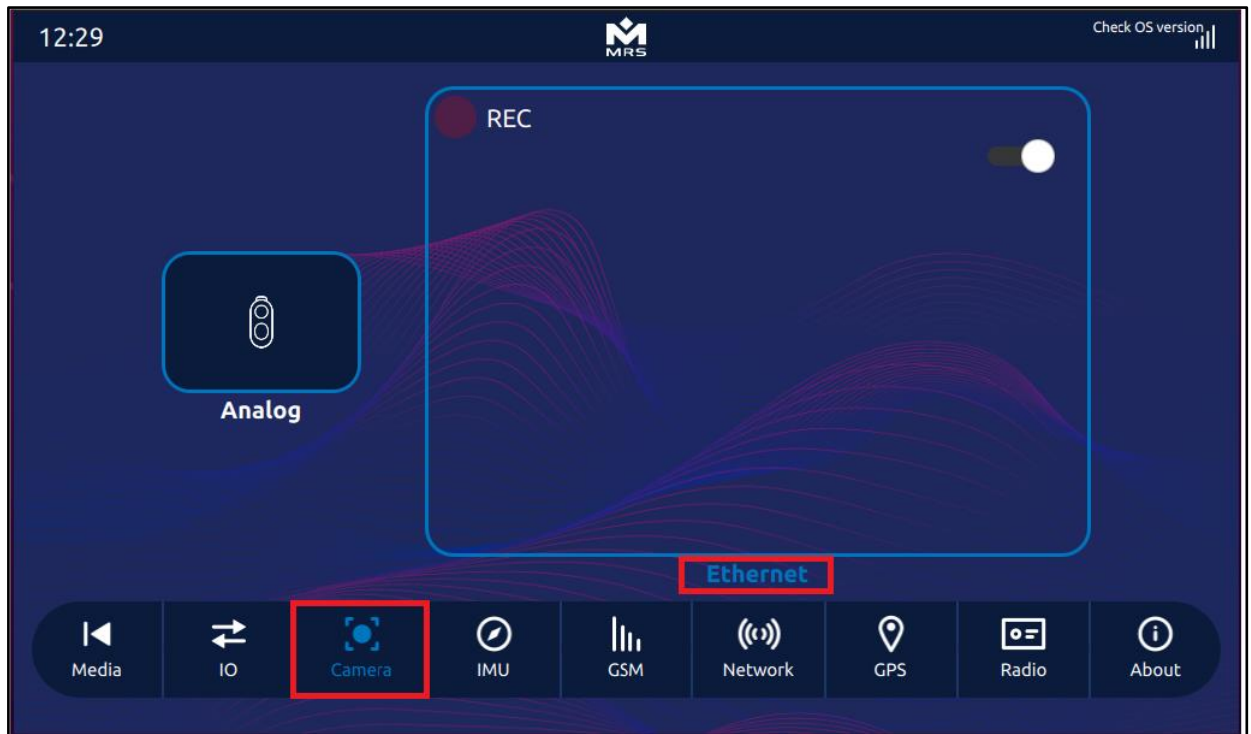 12:29
MRS
Check OS version
REC
Analog
Ethernet
Media
IO
Camera
IMU
GSM
Network
GPS
Radio
About